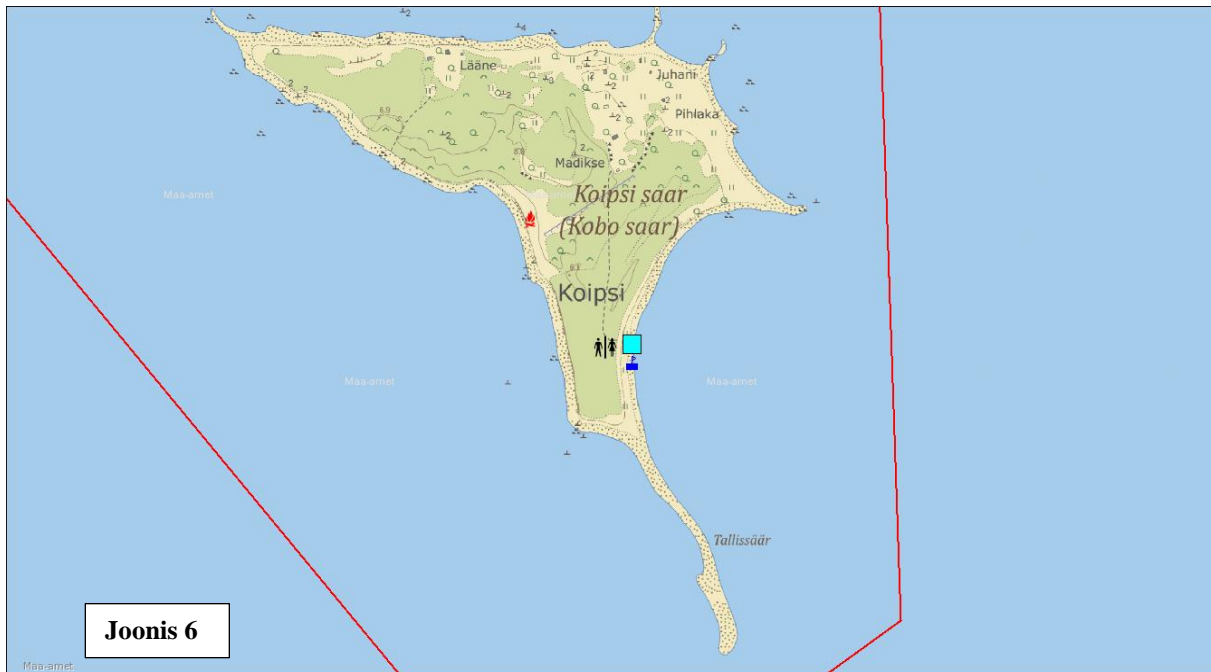 Lääne
Juhani
Pihlaka
Madikse
Maa-amet
Koipsi saar
(Kobo saar)
Koipsi
Maa-amet
Maa-amet
Tallissäär
Joonis 6
Maa-amet